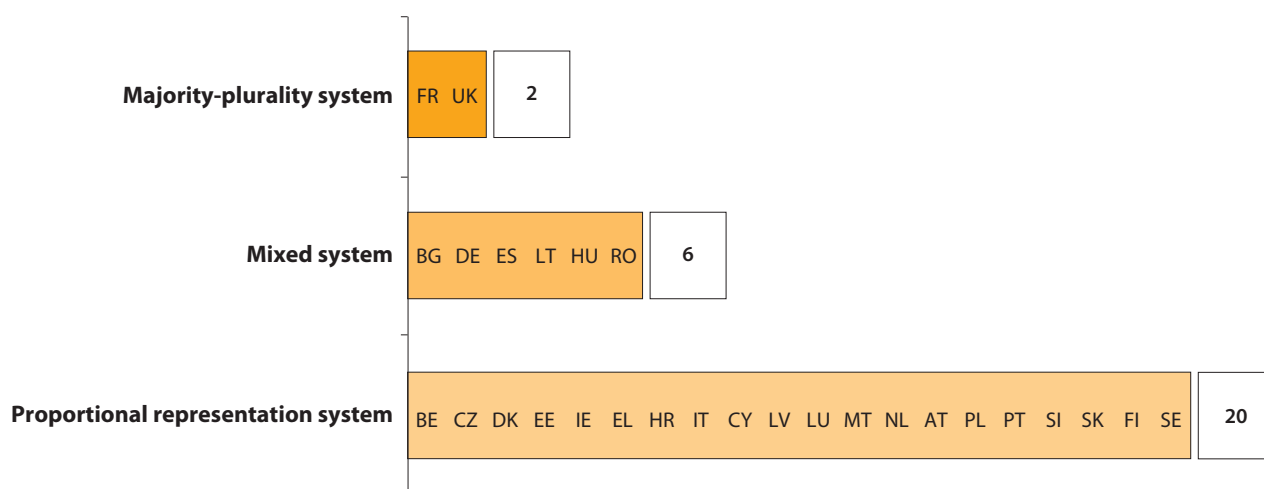 Majority-plurality system FR UK 2
Mixed system BG DE ES LT HU RO 6
Proportional representation system BE CZ DK EE IE EL HR IT CY LV LU MT NL AT PL PT SI SK FI SE 20